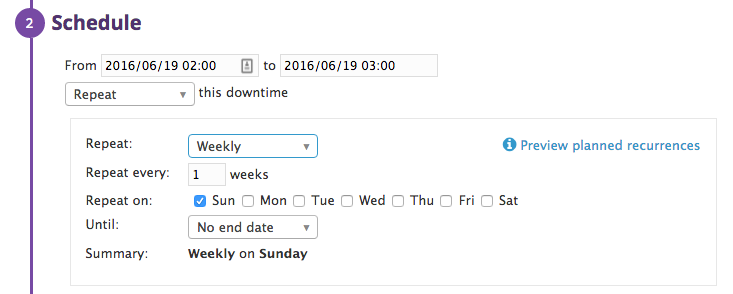 2 Schedule
From 2016/06/19 02:00 to 2016/06/19 03:00
Repeat this downtime
Repeat: Weekly Preview planned recurrences
Repeat every: 1 weeks
Repeat on: Sun Mon Tue Wed Thu Fri Sat
Until: No end date
Summary: Weekly on Sunday